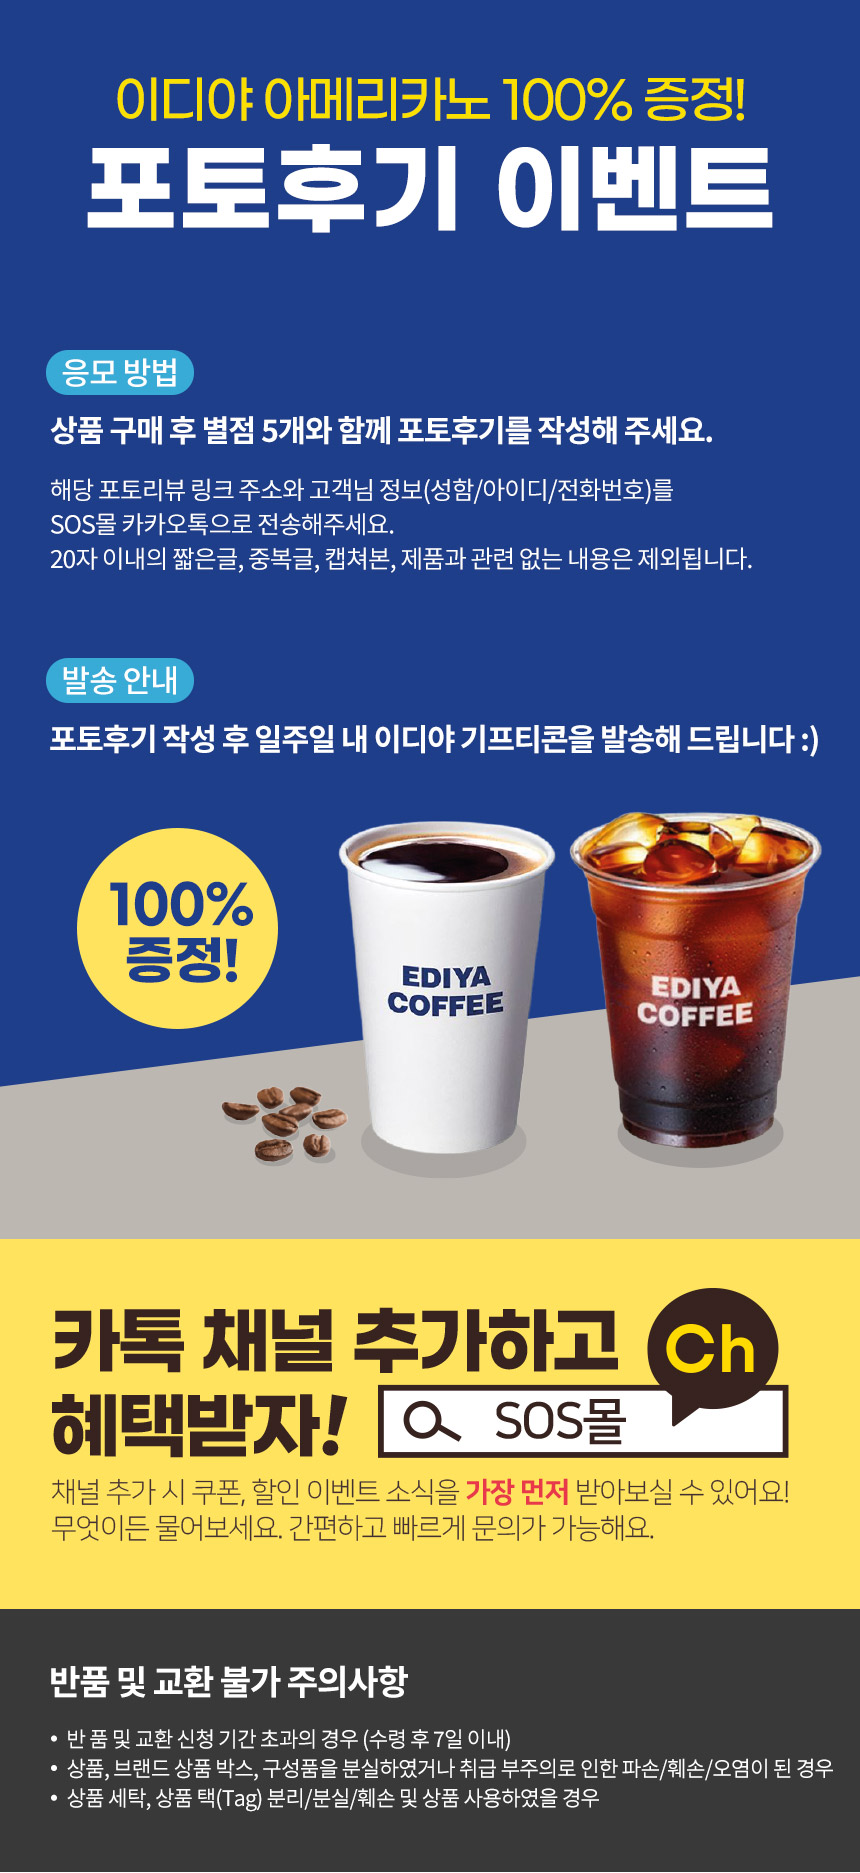 이디야 아메리카노 100% 증정!
포토후기 이벤트
응모 방법
상품 구매 후 별점 5개와 함께 포토후기를 작성해 주세요.
해당 포토리뷰 링크 주소와 고객님 정보(성함/아이디/전화번호)를
SOS몰 카카오톡으로 전송해주세요.
20자 이내의 짧은글, 중복글, 캡쳐본, 제품과 관련 없는 내용은 제외됩니다.
발송 안내
포토후기 작성 후 일주일 내 이디야 기프티콘을 발송해 드립니다 :)
100%
증정!
EDIYA
COFFEE
EDIYA
COFFEE
카톡 채널 추가하고
Ch
혜택받자!
SOS몰
채널 추가 시 쿠폰, 할인 이벤트 소식을 가장 먼저 받아보실 수 있어요!
무엇이든 물어보세요. 간편하고 빠르게 문의가 가능해요.
반품 및 교환 불가 주의사항
• 반 품 및 교환 신청 기간 초과의 경우 (수령 후 7일 이내)
• 상품, 브랜드 상품 박스, 구성품을 분실하였거나 취급 부주의로 인한 파손/훼손/오염이 된 경우
• 상품 세탁, 상품 택(Tag) 분리/분실/훼손 및 상품 사용하였을 경우